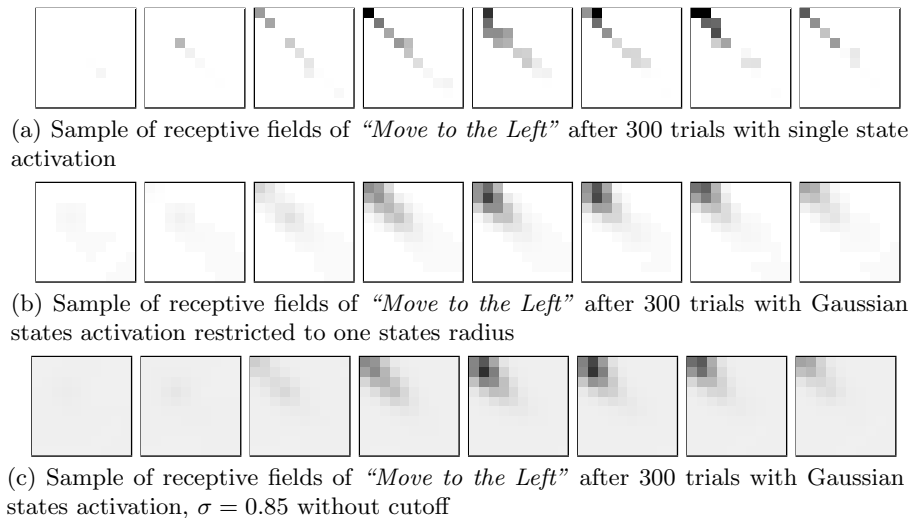 (a) Sample of receptive fields of “Move to the Left” after 300 trials with single state
activation
(b) Sample of receptive fields of “Move to the Left” after 300 trials with Gaussian
states activation restricted to one states radius
(c) Sample of receptive fields of “Move to the Left” after 300 trials with Gaussian
states activation, σ = 0.85 without cutoff